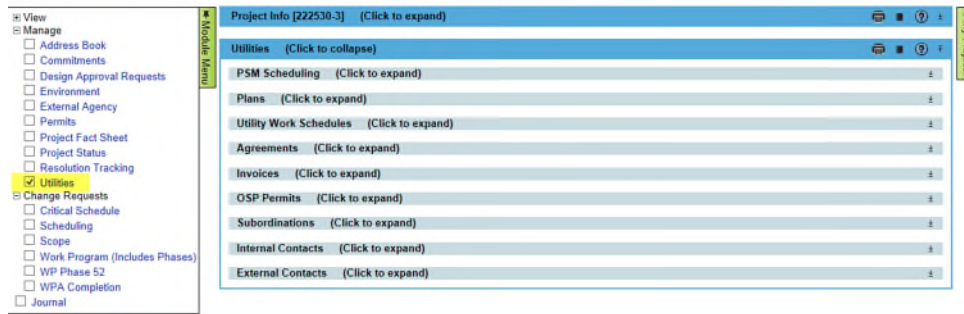 View
Manage
Address Book
Commitments
Design Approval Requests
Environment
External Agency
Permits
Project Fact Sheet
Project Status
Resolution Tracking
Utilities
Change Requests
Critical Schedule
Scheduling
Scope
Work Program (Includes Phases)
WP Phase 52
WPA Completion
Journal
Module Menu
Project Info [222530-3] (Click to expand)
Utilities (Click to collapse)
PSM Scheduling (Click to expand)
Plans (Click to expand)
Utility Work Schedules (Click to expand)
Agreements (Click to expand)
Invoices (Click to expand)
OSP Permits (Click to expand)
Subordinations (Click to expand)
Internal Contacts (Click to expand)
External Contacts (Click to expand)